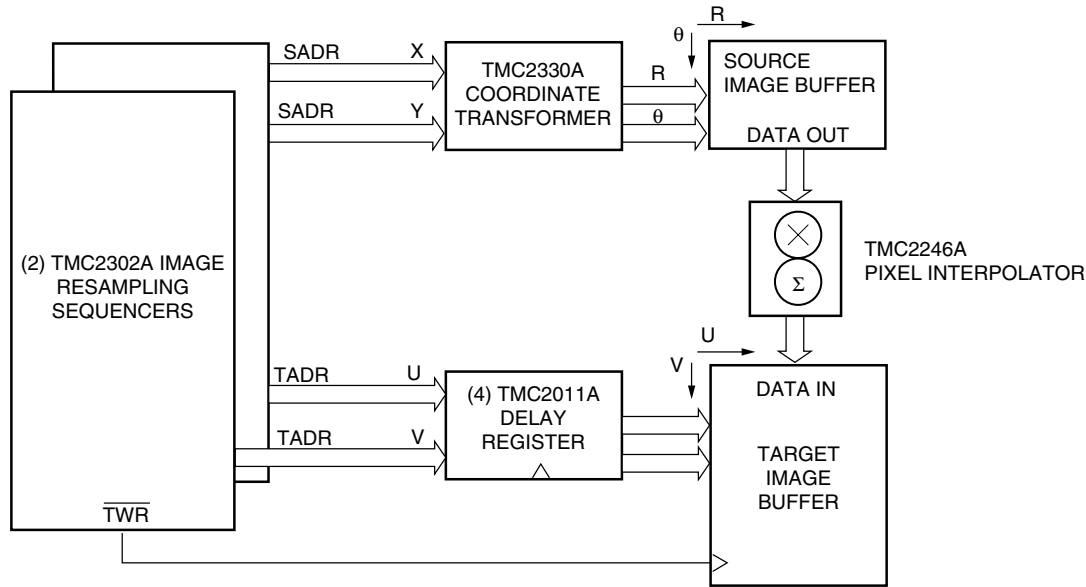 R
θ
SADR X
TMC2330A
COORDINATE
TRANSFORMER
R
SOURCE
IMAGE BUFFER
SADR Y
θ
DATA OUT
(2) TMC2302A IMAGE
RESAMPLING
SEQUENCERS
Σ
TMC2246A
PIXEL INTERPOLATOR
U
V
TADR U
(4) TMC2011A
DELAY
REGISTER
DATA IN
TADR V
TARGET
IMAGE
BUFFER
TWR